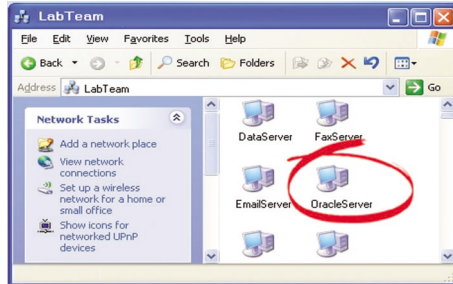 LabTeam
File Edit View Favorites Tools Help
Back Search Folders
Address LabTeam Go
Network Tasks
Add a network place
View network
connections
Set up a wireless
network for a home or
small office
Show icons for
networked UPnP
devices
DataServer FaxServer
EmailServer OracleServer